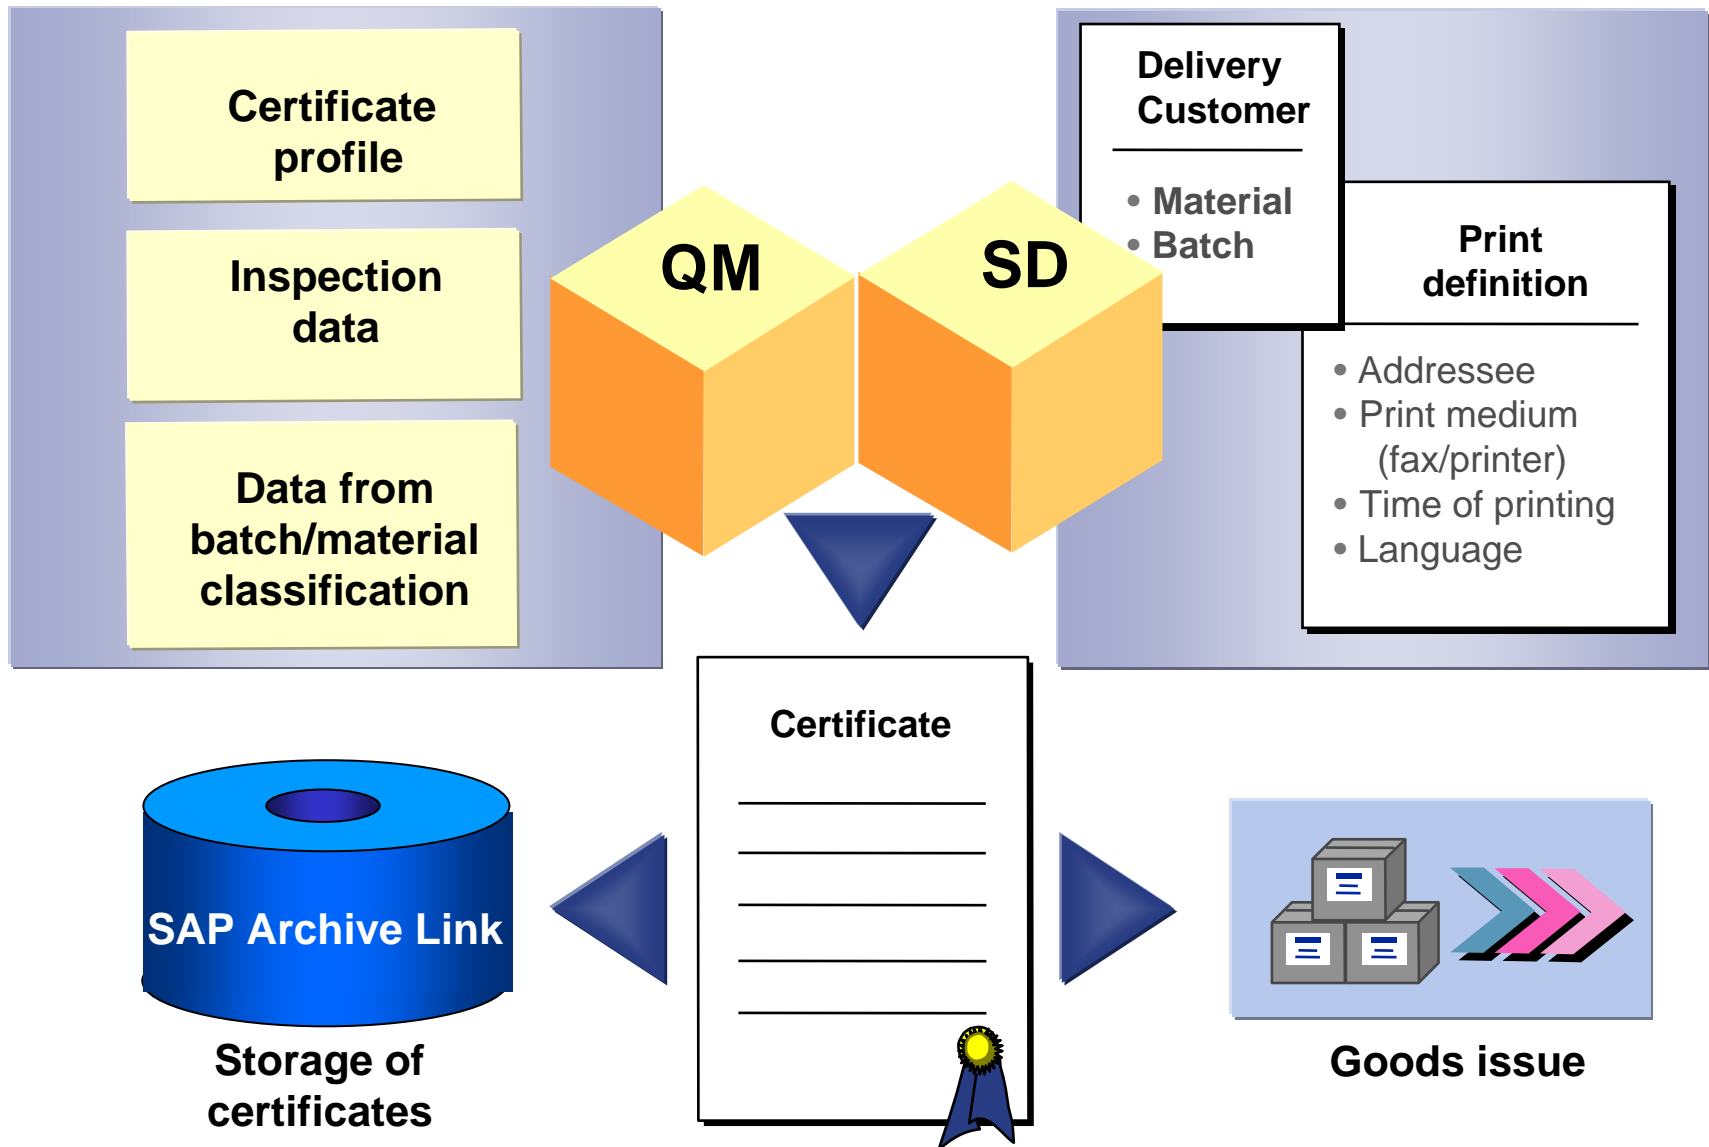 Certificate
profile
Inspection
data
Data from
batch/material
classification
QM
SD
Delivery
Customer
• Material
• Batch
Print
definition
• Addressee
• Print medium
(fax/printer)
• Time of printing
• Language
Certificate
SAP Archive Link
Storage of
certificates
Goods issue